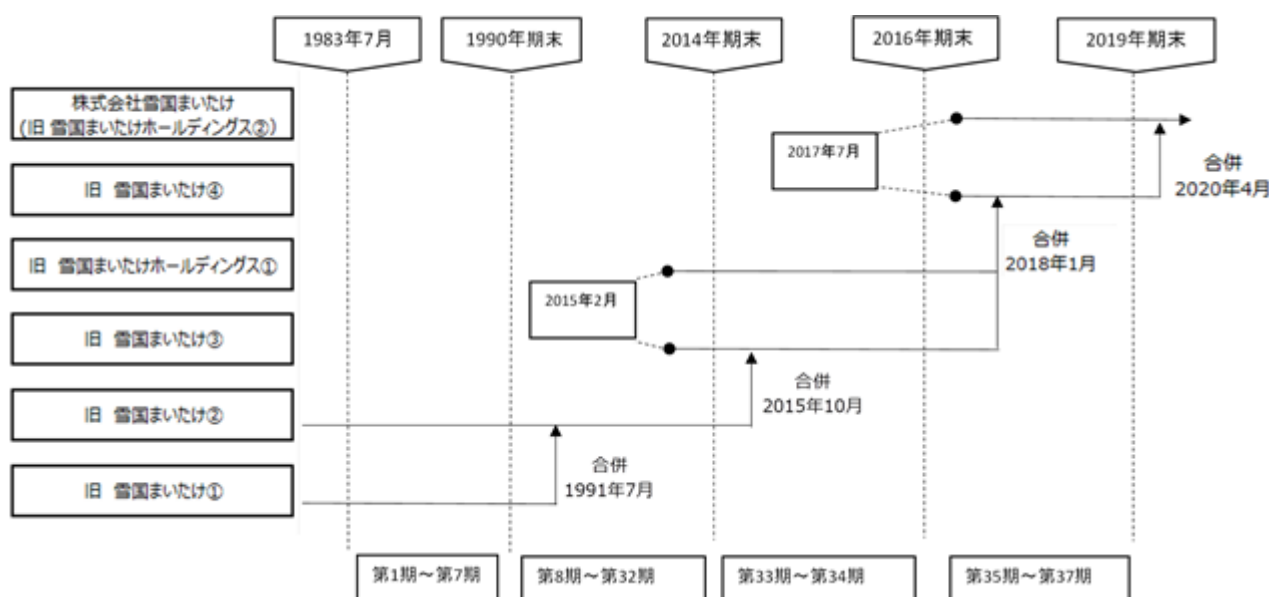 1983年7月
1990年期末
2014年期末
2016年期末
2019年期末
株式会社雪国まいたけ
(旧 雪国まいたけホールディングス②)
2017年7月
合併
2020年4月
旧 雪国まいたけ④
合併
2018年1月
旧 雪国まいたけホールディングス①
2015年2月
旧 雪国まいたけ③
合併
2015年10月
旧 雪国まいたけ②
合併
1991年7月
旧 雪国まいたけ①
第1期～第7期
第8期～第32期
第33期～第34期
第35期～第37期